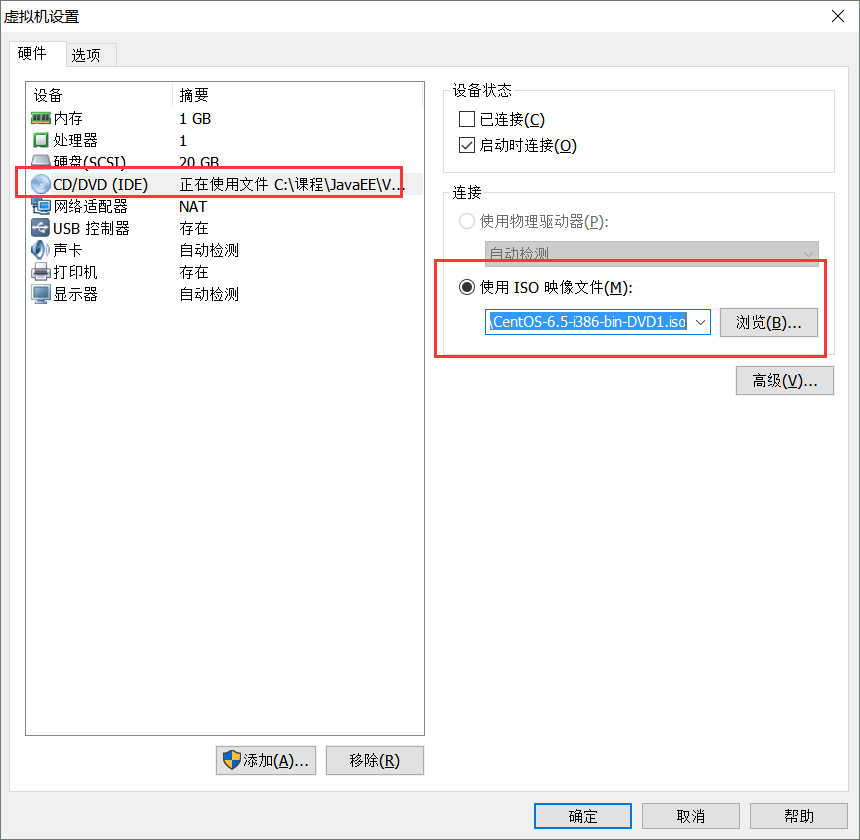 虚拟机设置
硬件 选项
设备 摘要
内存 1 GB
处理器 1
硬盘(SCSI) 20 GB
CD/DVD (IDE) 正在使用文件 C:\课程\JavaEE\V...
网络适配器 NAT
USB 控制器 存在
声卡 自动检测
打印机 存在
显示器 自动检测
添加(A)... 移除(R)
设备状态
已连接(C)
启动时连接(O)
连接
使用物理驱动器(P):
自动检测
使用 ISO 映像文件(M):
\CentOS-6.5-i386-bin-DVD1.iso 浏览(B)...
高级(V)...
确定 取消 帮助